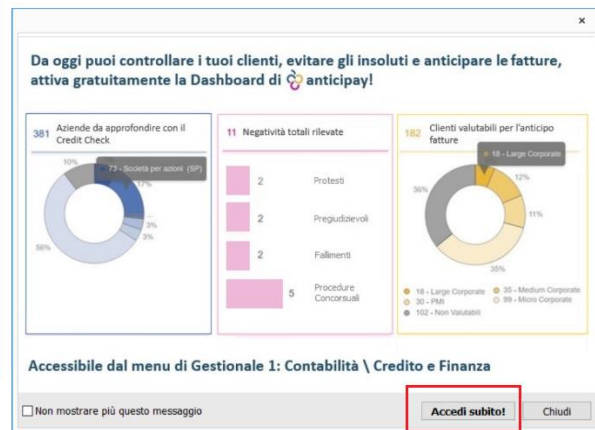 ×
Da oggi puoi controllare i tuoi clienti, evitare gli insoluti e anticipare le fatture,
attiva gratuitamente la Dashboard di anticipay!
381 Aziende da approfondire con il
Credit Check
10%
73 - Società per azioni (SP)
17%
3%
3%
56%
11 Negatività totali rilevate
2 Protesti
2 Pregiudizievoli
2 Fallimenti
5 Procedure
Concorsuali
182 Clienti valutabili per l'anticipo
fatture
18 - Large Corporate
12%
36%
11%
35%
18 - Large Corporate 35 - Medium Corporate
30 - PMI 99 - Micro Corporate
102 - Non Valutabili
Accessibile dal menu di Gestionale 1: Contabilità \ Credito e Finanza
Non mostrare più questo messaggio
Accedi subito!
Chiudi